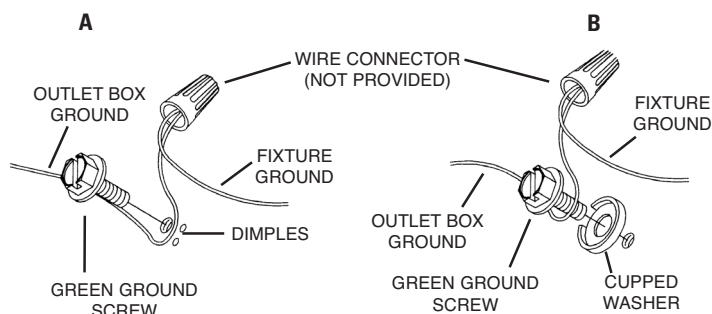 A
B
WIRE CONNECTOR
(NOT PROVIDED)
OUTLET BOX
GROUND
FIXTURE
GROUND
DIMPLES
GREEN GROUND
SCREW
FIXTURE
GROUND
OUTLET BOX
GROUND
GREEN GROUND
SCREW
CUPPED
WASHER